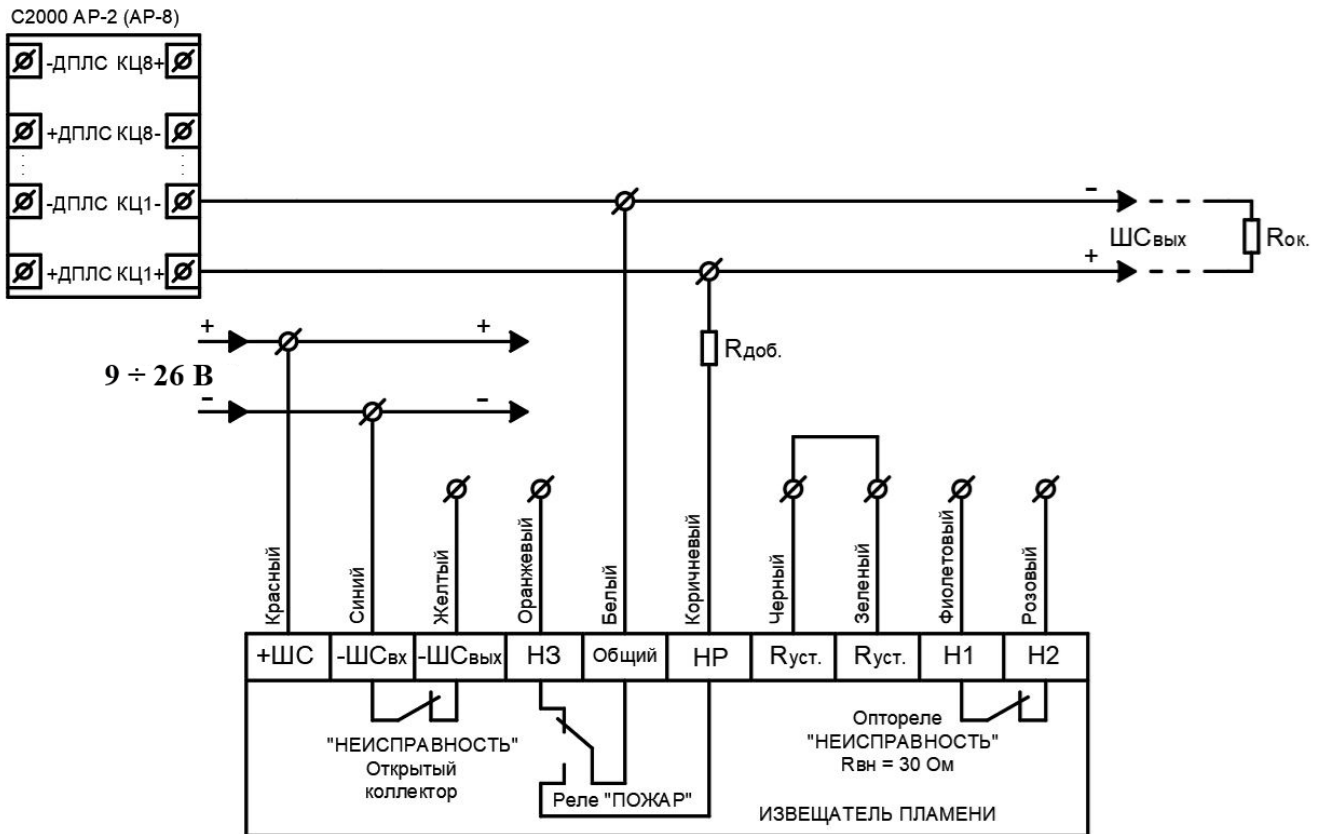 С2000 АР-2 (АР-8)
-ДПЛС КЦ8+
+ДПЛС КЦ8-
-ДПЛС КЦ1-
+ДПЛС КЦ1+
-
ШСвых
+
Rок.
+ +
9 ÷ 26 В
- -
Rдоб.
Красный
Синий
Желтый
Оранжевый
Белый
Коричневый
Черный
Зеленый
Фиолетовый
Розовый
+ШС -ШСвх -ШСвых НЗ Общий НР Rуст. Rуст. Н1 Н2
"НЕИСПРАВНОСТЬ"
Открытый
коллектор
Реле "ПОЖАР"
Оптореле
"НЕИСПРАВНОСТЬ"
Rвн = 30 Ом
ИЗВЕЩАТЕЛЬ ПЛАМЕНИ